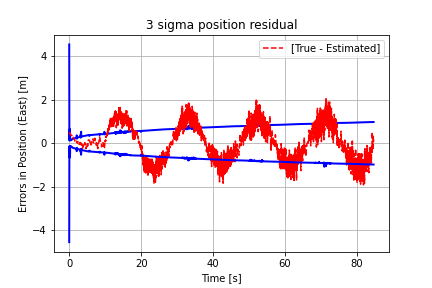 3 sigma position residual
[True - Estimated]
Errors in Position (East) [m]
4
2
0
−2
−4
0 20 40 60 80
Time [s]